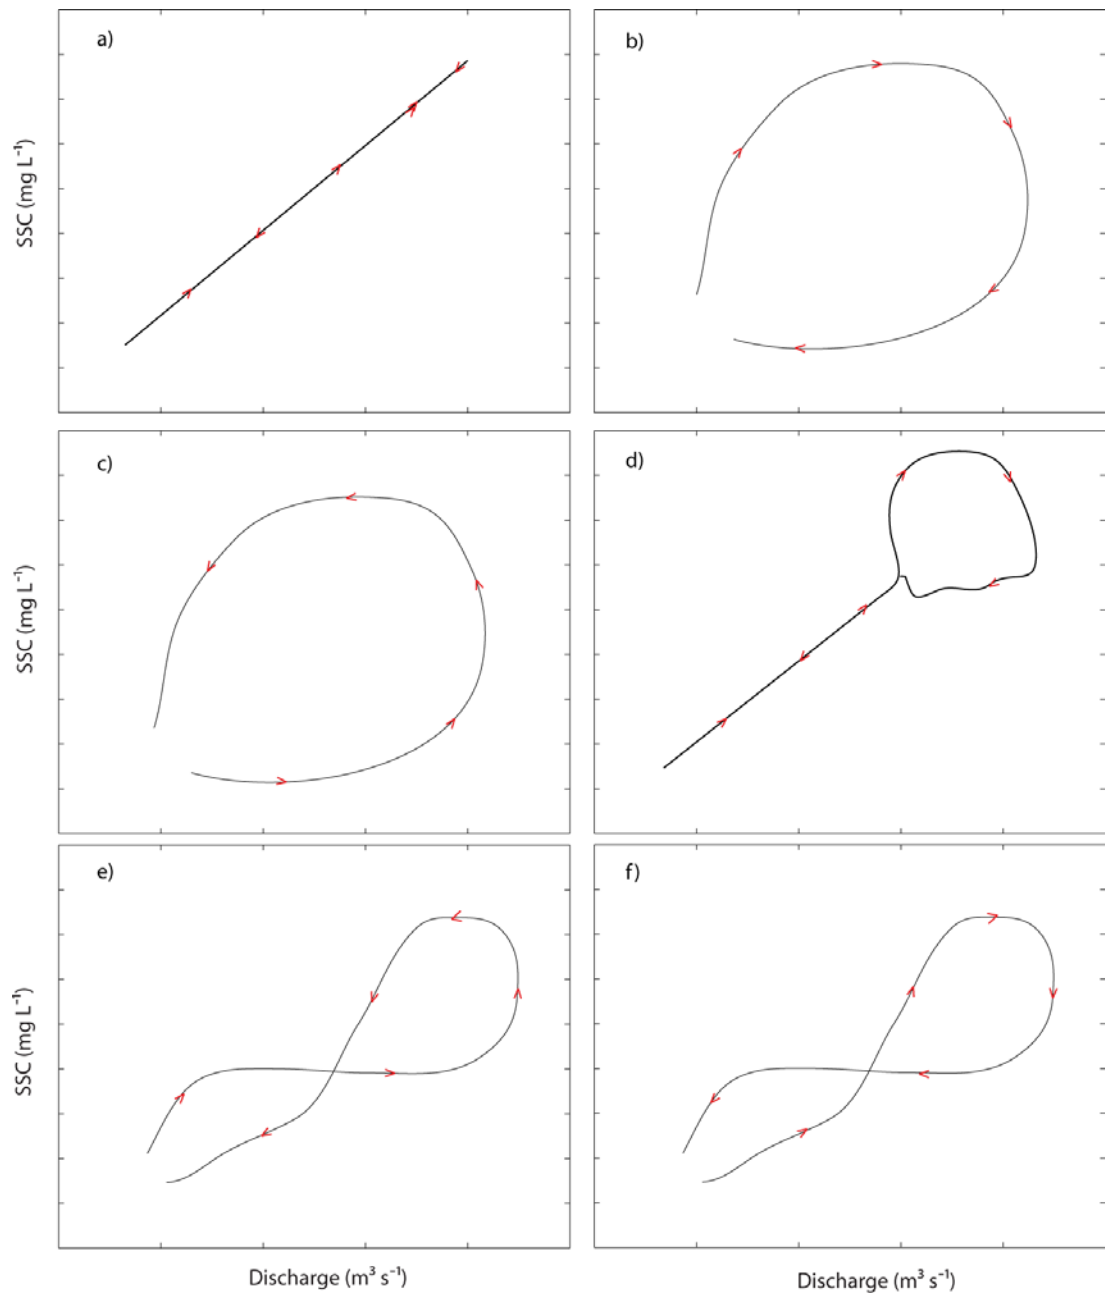 a)
b)
SSC (mg L⁻¹)
c)
d)
SSC (mg L⁻¹)
e)
f)
SSC (mg L⁻¹)
Discharge (m³ s⁻¹)
Discharge (m³ s⁻¹)